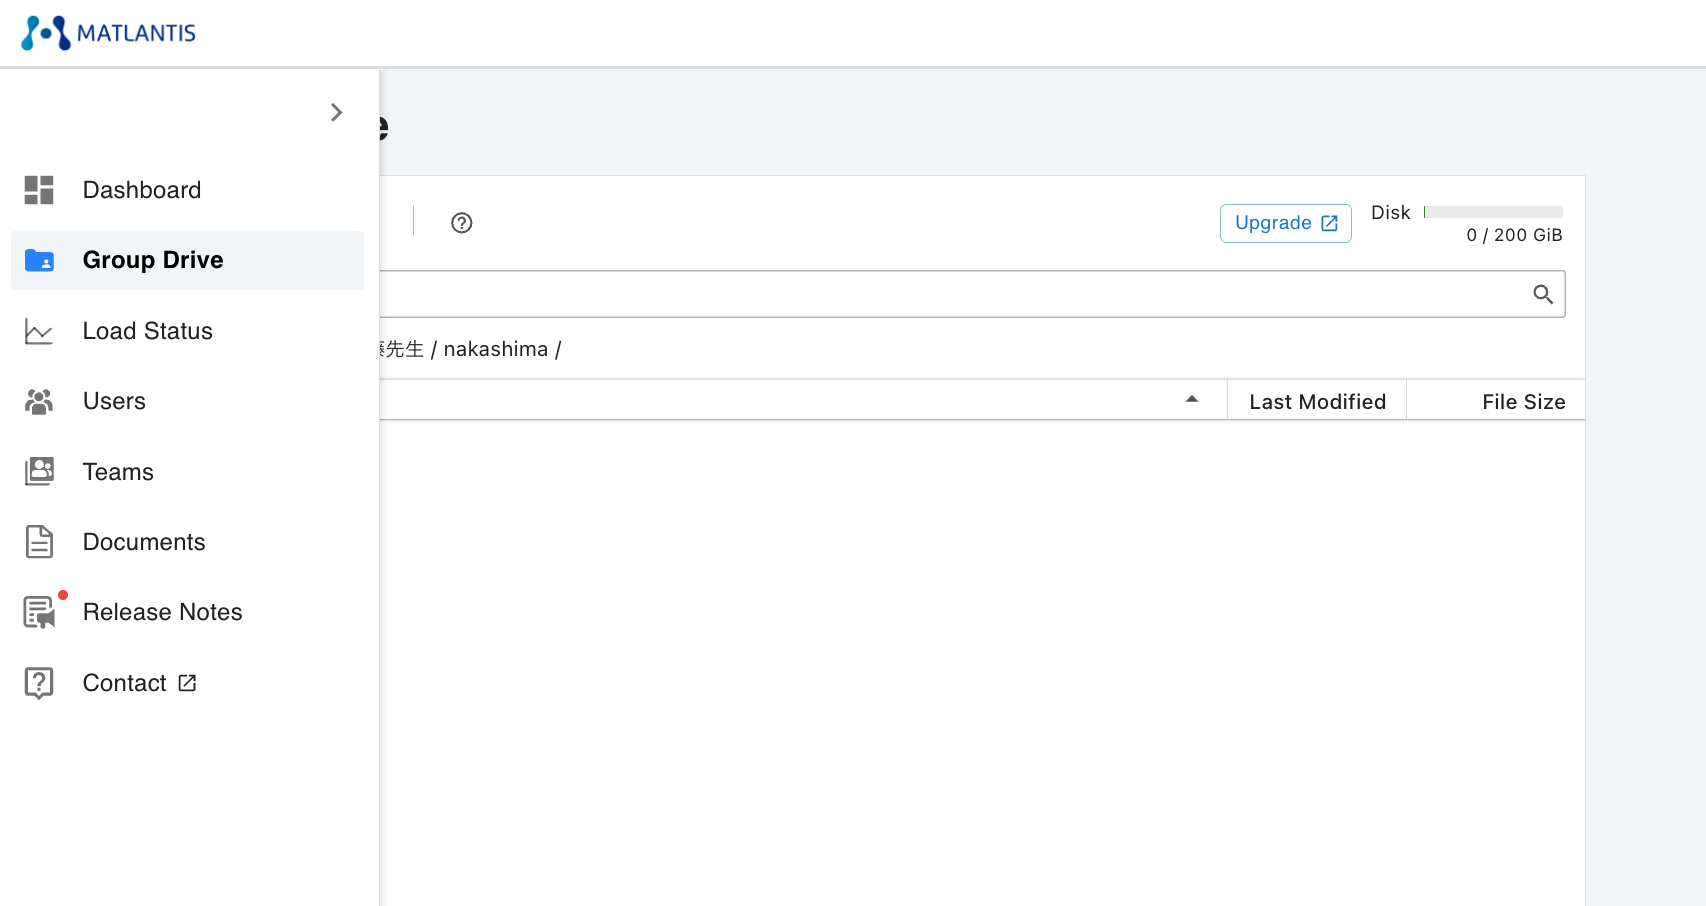 MATLANTIS
Dashboard
Group Drive
Load Status
Users
Teams
Documents
Release Notes
Contact
e
Upgrade
Disk
0 / 200 GiB
先生 / nakashima /
Last Modified
File Size